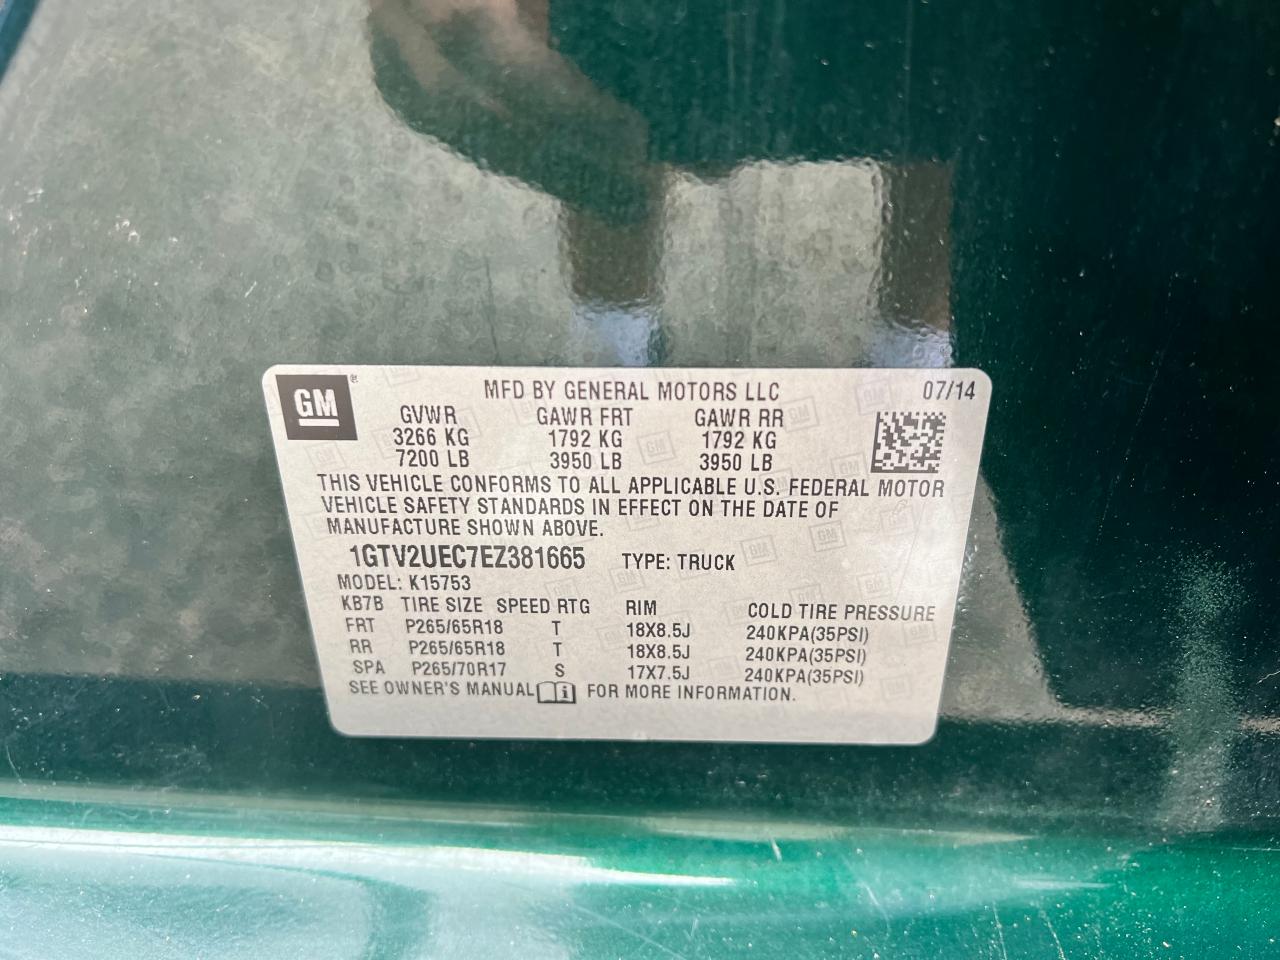 GM ® MFD BY GENERAL MOTORS LLC 07/14
GVWR GAWR FRT GAWR RR
3266 KG 1792 KG 1792 KG
7200 LB 3950 LB 3950 LB
THIS VEHICLE CONFORMS TO ALL APPLICABLE U.S. FEDERAL MOTOR
VEHICLE SAFETY STANDARDS IN EFFECT ON THE DATE OF
MANUFACTURE SHOWN ABOVE.
1GTV2UEC7EZ381665 TYPE: TRUCK
MODEL: K15753
KB7B TIRE SIZE SPEED RTG RIM COLD TIRE PRESSURE
FRT P265/65R18 T 18X8.5J 240KPA(35PSI)
RR P265/65R18 T 18X8.5J 240KPA(35PSI)
SPA P265/70R17 S 17X7.5J 240KPA(35PSI)
SEE OWNER'S MANUAL i FOR MORE INFORMATION.